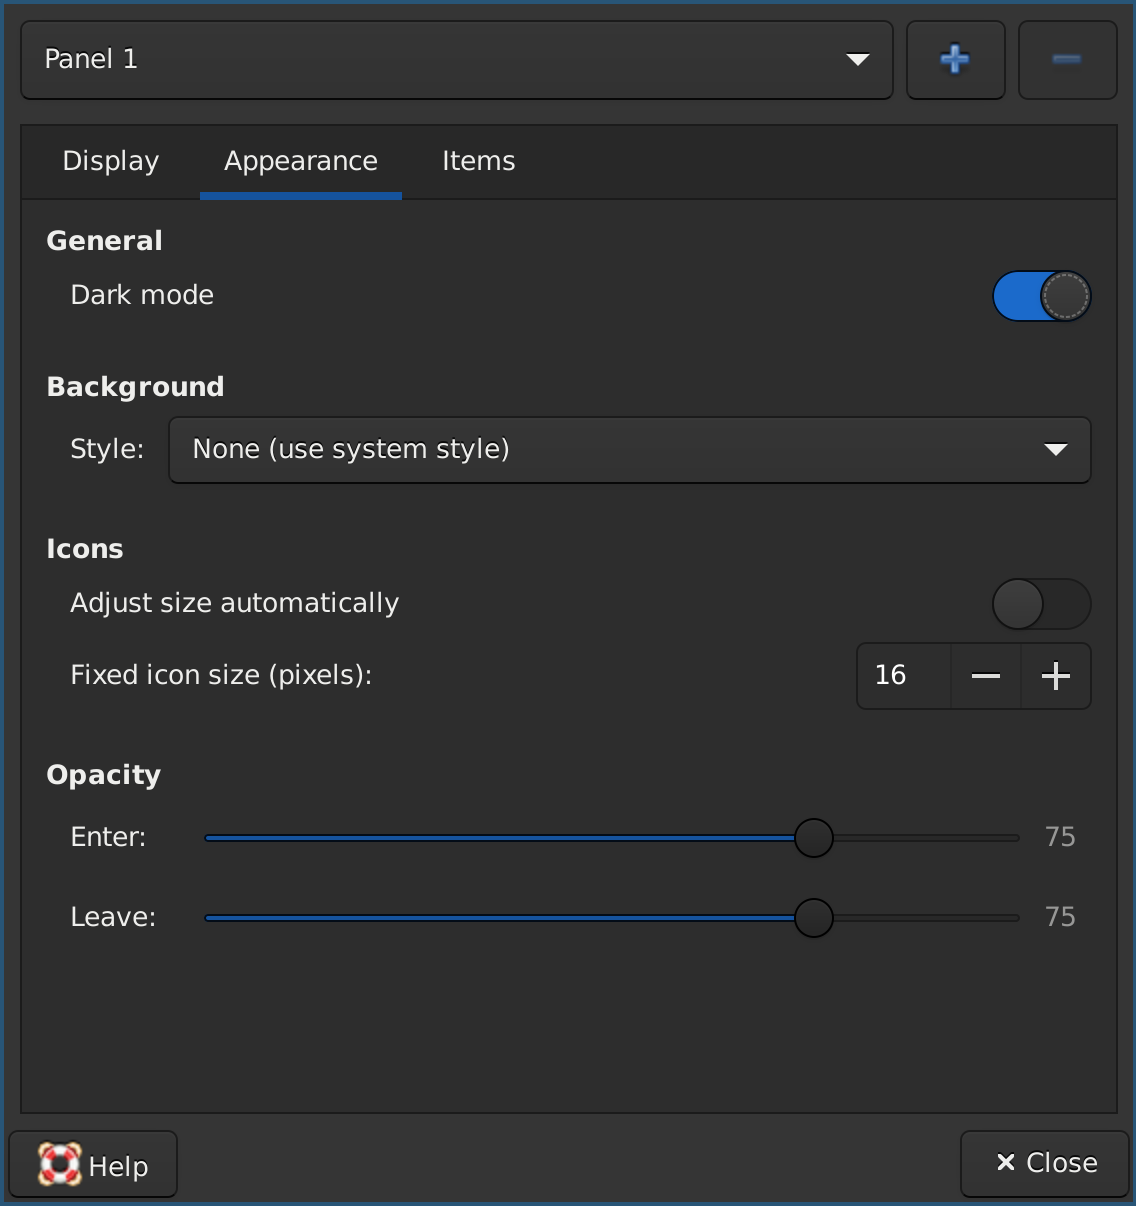 Panel 1
Display Appearance Items
General
Dark mode
Background
Style: None (use system style)
Icons
Adjust size automatically
Fixed icon size (pixels): 16
Opacity
Enter: 75
Leave: 75
Help Close